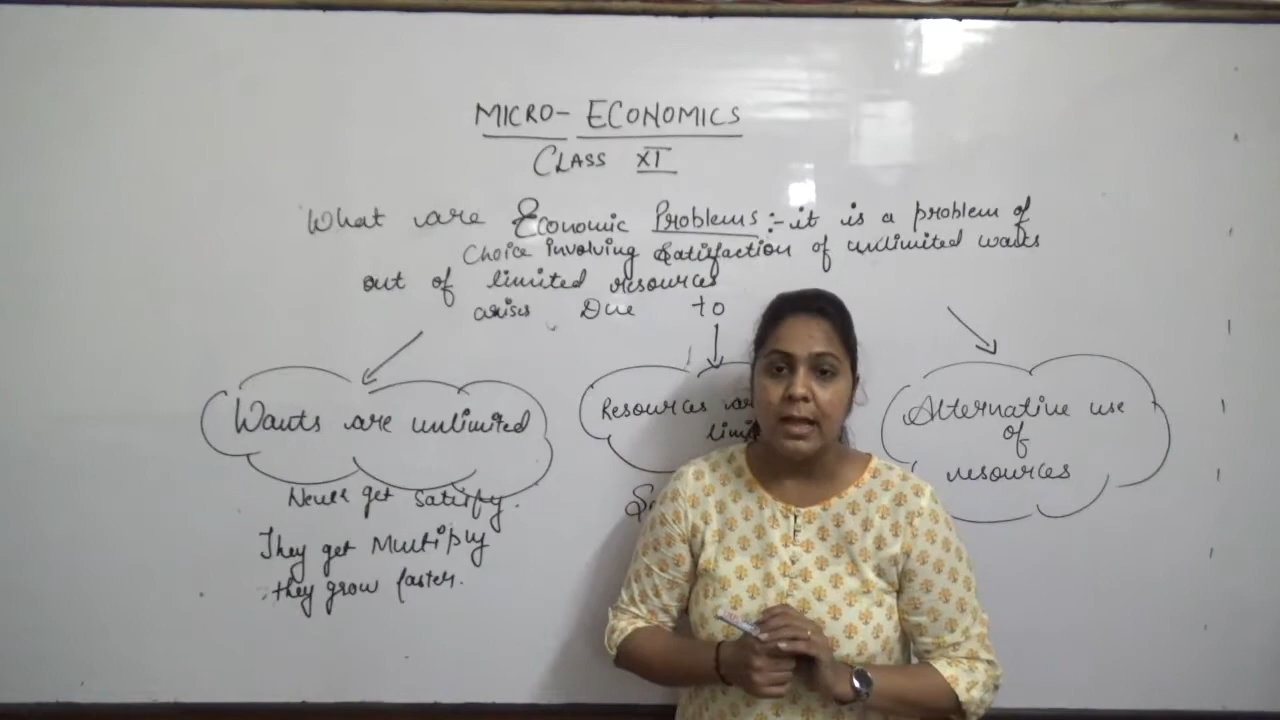 MICRO- ECONOMICS
CLASS XI
What are Economic Problems :- it is a problem of
Choice involving Satisfaction of unlimited wants
out of limited resources
arises Due to
Wants are unlimited
Never get satisfy.
They get Multiply
they grow faster.
Resources
Alternative use
of
resources